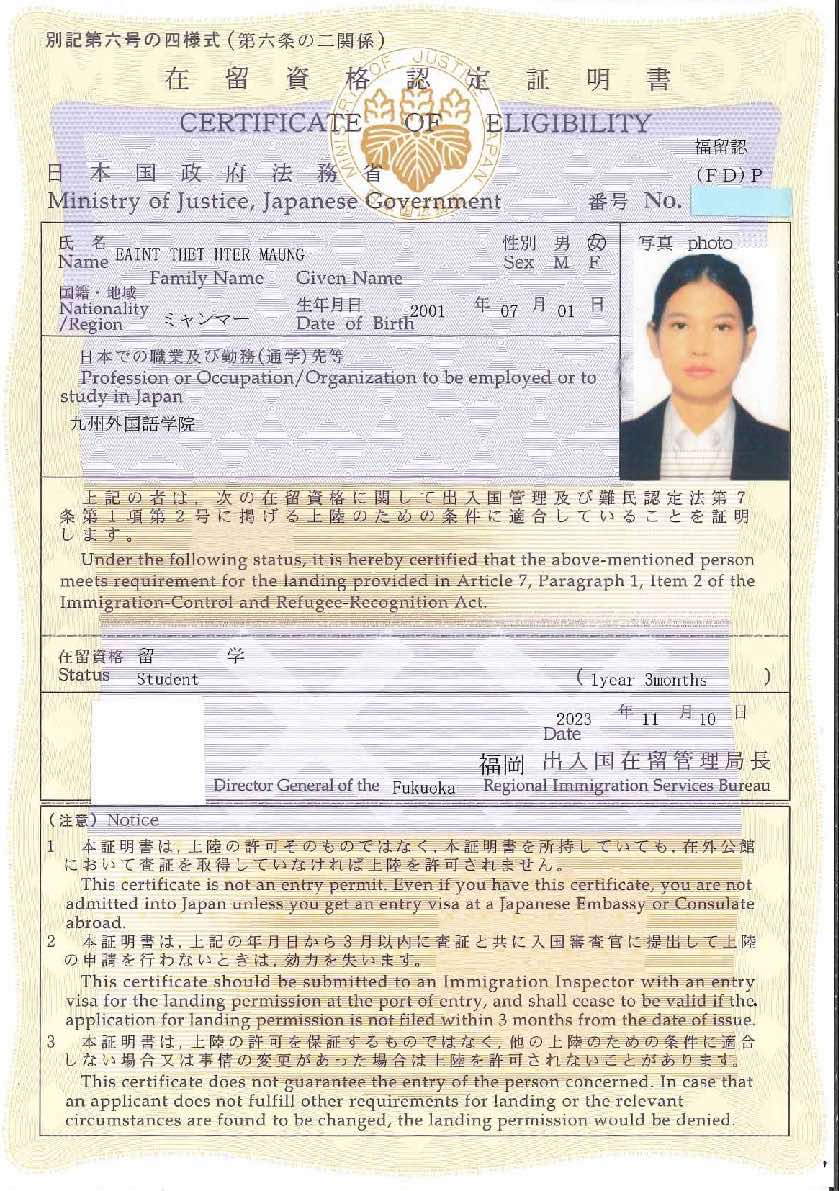 別記第六号の四様式（第六条の二関係）
在留資格認定証明書
CERTIFICATE OF ELIGIBILITY
MINISTRY OF JUSTICE, JAPAN
福留認
日本国政府法務省
(FD)P
Ministry of Justice, Japanese Government 番号 No.
氏名 EAINT THET HTER MAUNG 性別 男 女 写真 photo
Name Family Name Given Name Sex M F
国籍・地域 生年月日 2001 年 07 月 01 日
Nationality ミャンマー Date of Birth
/Region
日本での職業及び勤務(通学)先等
Profession or Occupation/Organization to be employed or to
study in Japan
九州外国語学院
上記の者は，次の在留資格に関して出入国管理及び難民認定法第７
条第１項第２号に掲げる上陸のための条件に適合していることを証明
します。
Under the following status, it is hereby certified that the above-mentioned person
meets requirement for the landing provided in Article 7, Paragraph 1, Item 2 of the
Immigration-Control and Refugee-Recognition Act.
在留資格 留 学
Status Student ( 1year 3months )
2023 年 11 月 10 日
Date
福岡 出入国在留管理局長
Director General of the Fukuoka Regional Immigration Services Bureau
（注意）Notice
1 本証明書は，上陸の許可そのものではなく，本証明書を所持していても，在外公館
において査証を取得していなければ上陸を許可されません。
This certificate is not an entry permit. Even if you have this certificate, you are not
admitted into Japan unless you get an entry visa at a Japanese Embassy or Consulate
abroad.
2 本証明書は，上記の年月日から３月以内に査証と共に入国審査官に提出して上陸
の申請を行わないときは，効力を失います。
This certificate should be submitted to an Immigration Inspector with an entry
visa for the landing permission at the port of entry, and shall cease to be valid if the
application for landing permission is not filed within 3 months from the date of issue.
3 本証明書は，上陸の許可を保証するものではなく，他の上陸のための条件に適合
しない場合又は事情の変更があった場合は上陸を許可されないことがあります。
This certificate does not guarantee the entry of the person concerned. In case that
an applicant does not fulfill other requirements for landing or the relevant
circumstances are found to be changed, the landing permission would be denied.